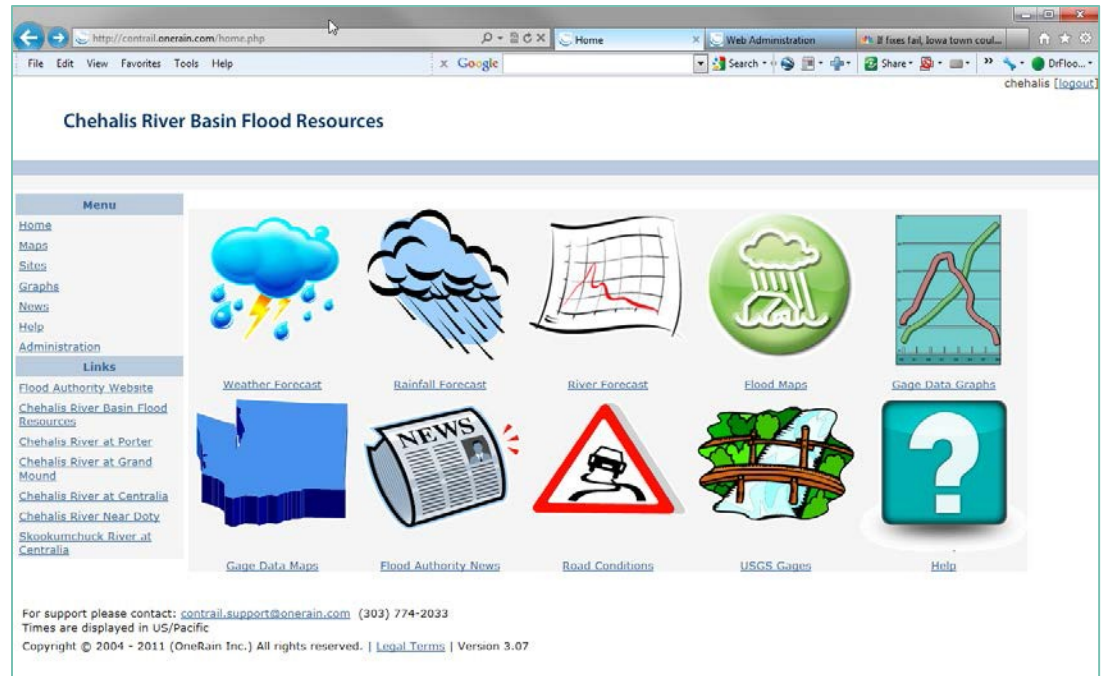 http://contrail.onerain.com/home.php
Home
Web Administration
If fixes fail, Iowa town coul...
File Edit View Favorites Tools Help
x Google
Search
Share
DrFloo...
chehalis [logout]
Chehalis River Basin Flood Resources
Menu
Home
Maps
Sites
Graphs
News
Help
Administration
Links
Flood Authority Website
Chehalis River Basin Flood
Resources
Chehalis River at Porter
Chehalis River at Grand
Mound
Chehalis River at Centralia
Chehalis River Near Doty
Skookumchuck River at
Centralia
Weather Forecast
Rainfall Forecast
River Forecast
Flood Maps
Gage Data Graphs
NEWS
?
Gage Data Maps
Flood Authority News
Road Conditions
USGS Gages
Help
For support please contact: contrail.support@onerain.com (303) 774-2033
Times are displayed in US/Pacific
Copyright © 2004 - 2011 (OneRain Inc.) All rights reserved. | Legal Terms | Version 3.07